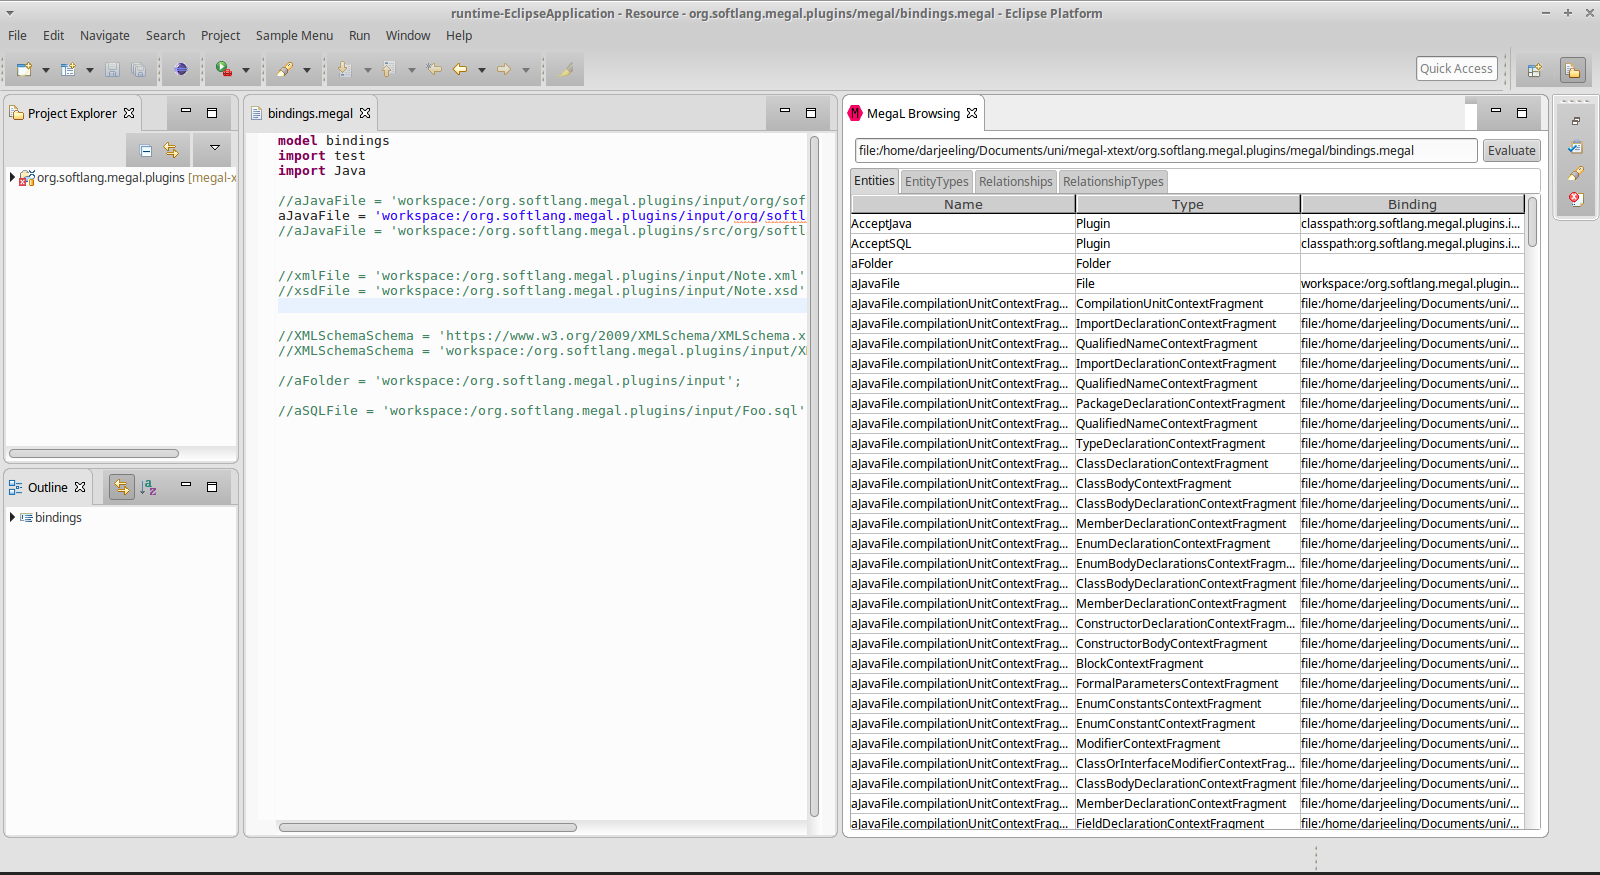 runtime-EclipseApplication - Resource - org.softlang.megal.plugins/megal/bindings.megal - Eclipse Platform
File Edit Navigate Search Project Sample Menu Run Window Help
Quick Access
Project Explorer
org.softlang.megal.plugins [megal-x
Outline
bindings
bindings.megal
model bindings
import test
import Java
//aJavaFile = 'workspace:/org.softlang.megal.plugins/input/org/sof
aJavaFile = 'workspace:/org.softlang.megal.plugins/input/org/softl
//aJavaFile = 'workspace:/org.softlang.megal.plugins/src/org/softl
//xmlFile = 'workspace:/org.softlang.megal.plugins/input/Note.xml'
//xsdFile = 'workspace:/org.softlang.megal.plugins/input/Note.xsd'
//XMLSchemaSchema = 'https://www.w3.org/2009/XMLSchema/XMLSchema.x
//XMLSchemaSchema = 'workspace:/org.softlang.megal.plugins/input/XM
//aFolder = 'workspace:/org.softlang.megal.plugins/input';
//aSQLFile = 'workspace:/org.softlang.megal.plugins/input/Foo.sql'
MegaL Browsing
file:/home/darjeeling/Documents/uni/megal-xtext/org.softlang.megal.plugins/megal/bindings.megal Evaluate
Entities EntityTypes Relationships RelationshipTypes
Name Type Binding
AcceptJava Plugin classpath:org.softlang.megal.plugins.i...
AcceptSQL Plugin classpath:org.softlang.megal.plugins.i...
aFolder Folder
aJavaFile File workspace:/org.softlang.megal.plugin...
aJavaFile.compilationUnitContextFrag... CompilationUnitContextFragment file:/home/darjeeling/Documents/uni/...
aJavaFile.compilationUnitContextFrag... ImportDeclarationContextFragment file:/home/darjeeling/Documents/uni/...
aJavaFile.compilationUnitContextFrag... QualifiedNameContextFragment file:/home/darjeeling/Documents/uni/...
aJavaFile.compilationUnitContextFrag... ImportDeclarationContextFragment file:/home/darjeeling/Documents/uni/...
aJavaFile.compilationUnitContextFrag... QualifiedNameContextFragment file:/home/darjeeling/Documents/uni/...
aJavaFile.compilationUnitContextFrag... PackageDeclarationContextFragment file:/home/darjeeling/Documents/uni/...
aJavaFile.compilationUnitContextFrag... QualifiedNameContextFragment file:/home/darjeeling/Documents/uni/...
aJavaFile.compilationUnitContextFrag... TypeDeclarationContextFragment file:/home/darjeeling/Documents/uni/...
aJavaFile.compilationUnitContextFrag... ClassDeclarationContextFragment file:/home/darjeeling/Documents/uni/...
aJavaFile.compilationUnitContextFrag... ClassBodyContextFragment file:/home/darjeeling/Documents/uni/...
aJavaFile.compilationUnitContextFrag... ClassBodyDeclarationContextFragment file:/home/darjeeling/Documents/uni/...
aJavaFile.compilationUnitContextFrag... MemberDeclarationContextFragment file:/home/darjeeling/Documents/uni/...
aJavaFile.compilationUnitContextFrag... EnumDeclarationContextFragment file:/home/darjeeling/Documents/uni/...
aJavaFile.compilationUnitContextFrag... EnumBodyDeclarationsContextFragm... file:/home/darjeeling/Documents/uni/...
aJavaFile.compilationUnitContextFrag... ClassBodyDeclarationContextFragment file:/home/darjeeling/Documents/uni/...
aJavaFile.compilationUnitContextFrag... MemberDeclarationContextFragment file:/home/darjeeling/Documents/uni/...
aJavaFile.compilationUnitContextFrag... ConstructorDeclarationContextFragm... file:/home/darjeeling/Documents/uni/...
aJavaFile.compilationUnitContextFrag... ConstructorBodyContextFragment file:/home/darjeeling/Documents/uni/...
aJavaFile.compilationUnitContextFrag... BlockContextFragment file:/home/darjeeling/Documents/uni/...
aJavaFile.compilationUnitContextFrag... FormalParametersContextFragment file:/home/darjeeling/Documents/uni/...
aJavaFile.compilationUnitContextFrag... EnumConstantsContextFragment file:/home/darjeeling/Documents/uni/...
aJavaFile.compilationUnitContextFrag... EnumConstantContextFragment file:/home/darjeeling/Documents/uni/...
aJavaFile.compilationUnitContextFrag... ModifierContextFragment file:/home/darjeeling/Documents/uni/...
aJavaFile.compilationUnitContextFrag... ClassOrInterfaceModifierContextFrag... file:/home/darjeeling/Documents/uni/...
aJavaFile.compilationUnitContextFrag... ClassBodyDeclarationContextFragment file:/home/darjeeling/Documents/uni/...
aJavaFile.compilationUnitContextFrag... MemberDeclarationContextFragment file:/home/darjeeling/Documents/uni/...
aJavaFile.compilationUnitContextFrag... FieldDeclarationContextFragment file:/home/darjeeling/Documents/uni/...